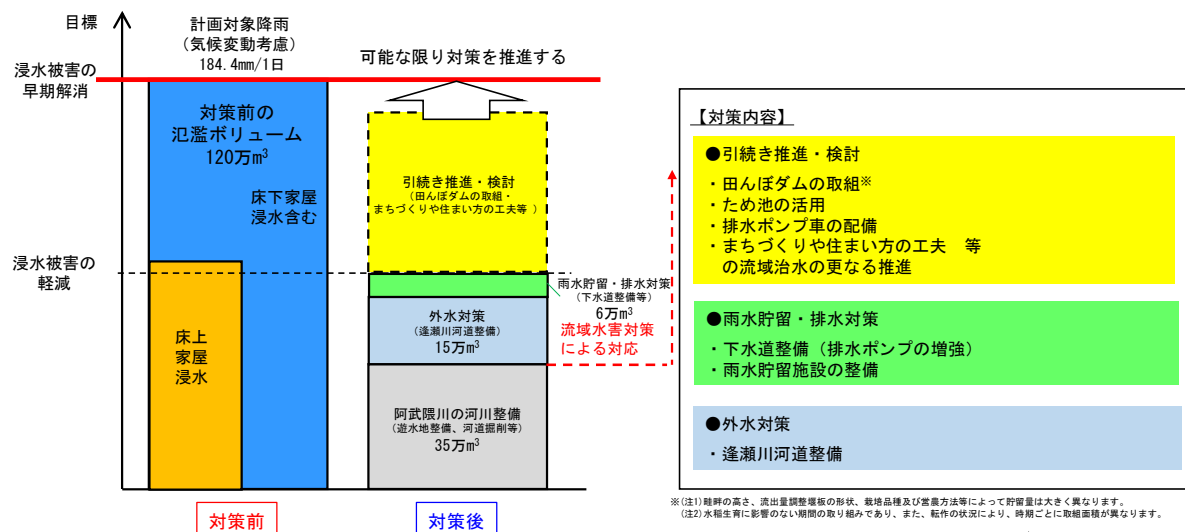 目標
計画対象降雨
(気候変動考慮)
184.4mm/1日
可能な限り対策を推進する
浸水被害の
早期解消
対策前の
氾濫ボリューム
120万m³
床下家屋
浸水含む
引続き推進・検討
(田んぼダムの取組・
まちづくりや住まい方の工夫等 )
浸水被害の
軽減
雨水貯留・排水対策
(下水道整備等)
6万m³
流域水害対策
による対応
外水対策
(逢瀬川河道整備)
15万m³
床上
家屋
浸水
阿武隈川の河川整備
(遊水地整備、河道掘削等)
35万m³
対策前
対策後
【対策内容】
●引続き推進・検討
・田んぼダムの取組※
・ため池の活用
・排水ポンプ車の配備
・まちづくりや住まい方の工夫 等
の流域治水の更なる推進
●雨水貯留・排水対策
・下水道整備(排水ポンプの増強)
・雨水貯留施設の整備
●外水対策
・逢瀬川河道整備
※(注1)畦畔の高さ、流出量調整堰板の形状、栽培品種及び営農方法等によって貯留量は大きく異なります。
(注2)水稲生育に影響のない期間の取り組みであり、また、転作の状況により、時期ごとに取組面積が異なります。